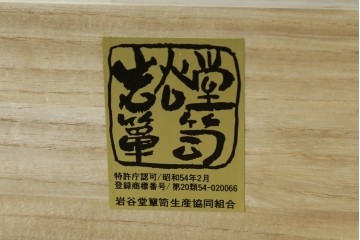 岩谷堂箪笥
特許庁認可/昭和54年2月
登録商標番号/第20類54-020066
岩谷堂簞笥生産協同組合